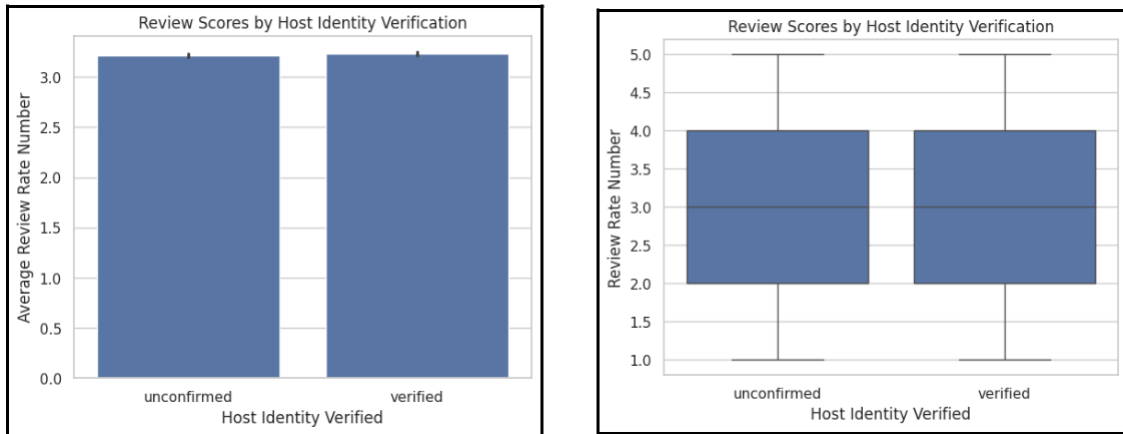 Review Scores by Host Identity Verification
Average Review Rate Number
3.0
2.5
2.0
1.5
1.0
0.5
0.0
unconfirmed verified
Host Identity Verified
Review Scores by Host Identity Verification
Review Rate Number
5.0
4.5
4.0
3.5
3.0
2.5
2.0
1.5
1.0
unconfirmed verified
Host Identity Verified